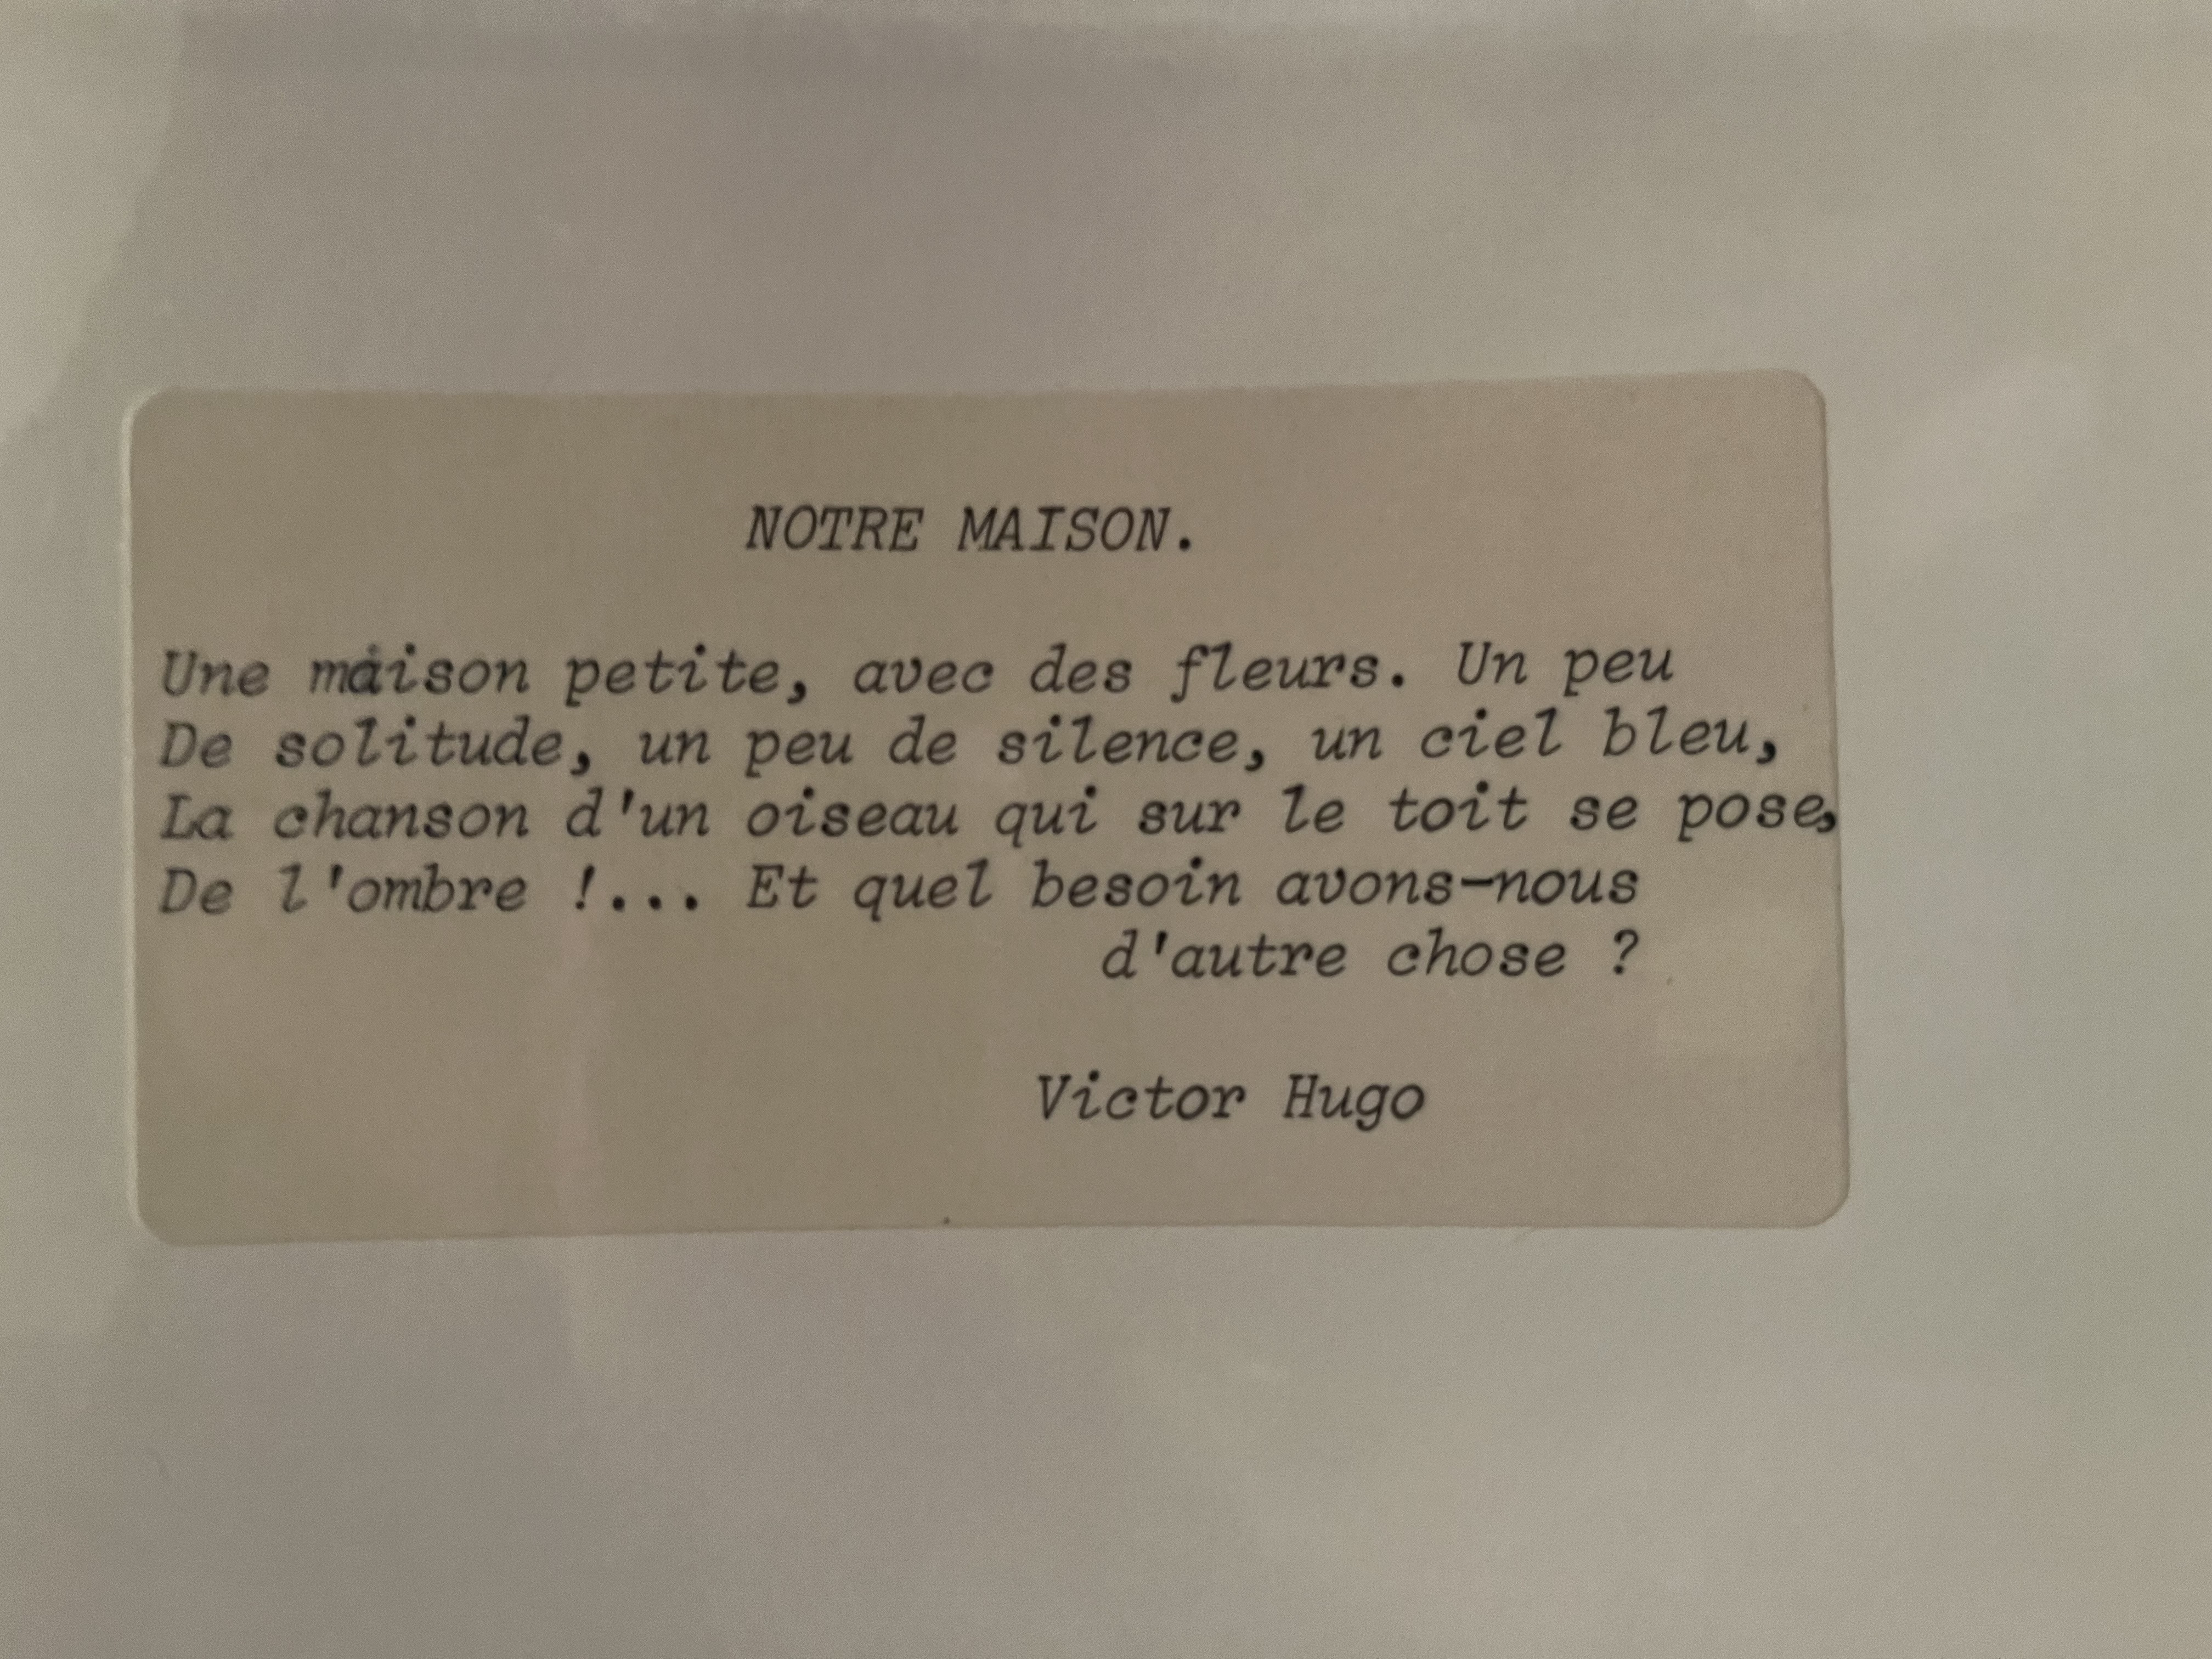 NOTRE MAISON.
Une maison petite, avec des fleurs. Un peu
De solitude, un peu de silence, un ciel bleu,
La chanson d'un oiseau qui sur le toit se pose,
De l'ombre !... Et quel besoin avons-nous
d'autre chose ?
Victor Hugo